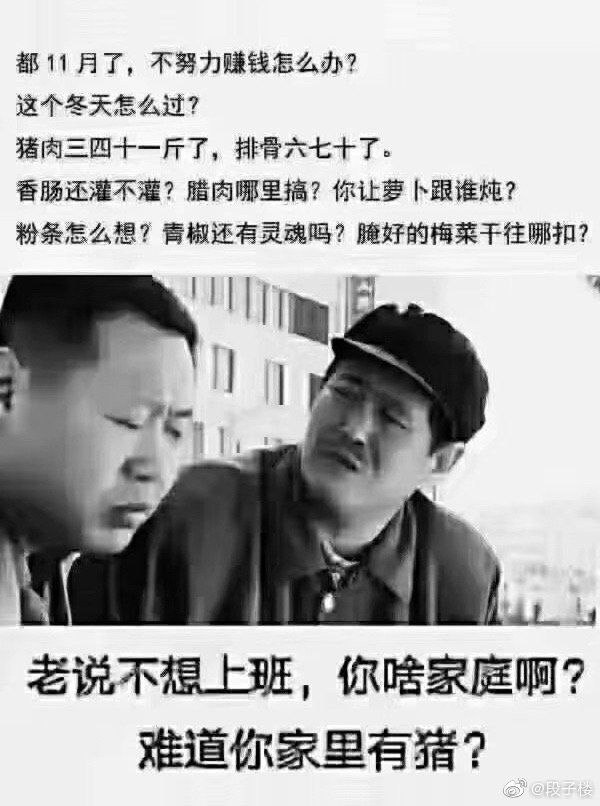 都11月了，不努力赚钱怎么办？
这个冬天怎么过？
猪肉三四十一斤了，排骨六七十了。
香肠还灌不灌？腊肉哪里搞？你让萝卜跟谁炖？
粉条怎么想？青椒还有灵魂吗？腌好的梅菜干往哪扣？
老说不想上班，你啥家庭啊？
难道你家里有猪？
@段子楼